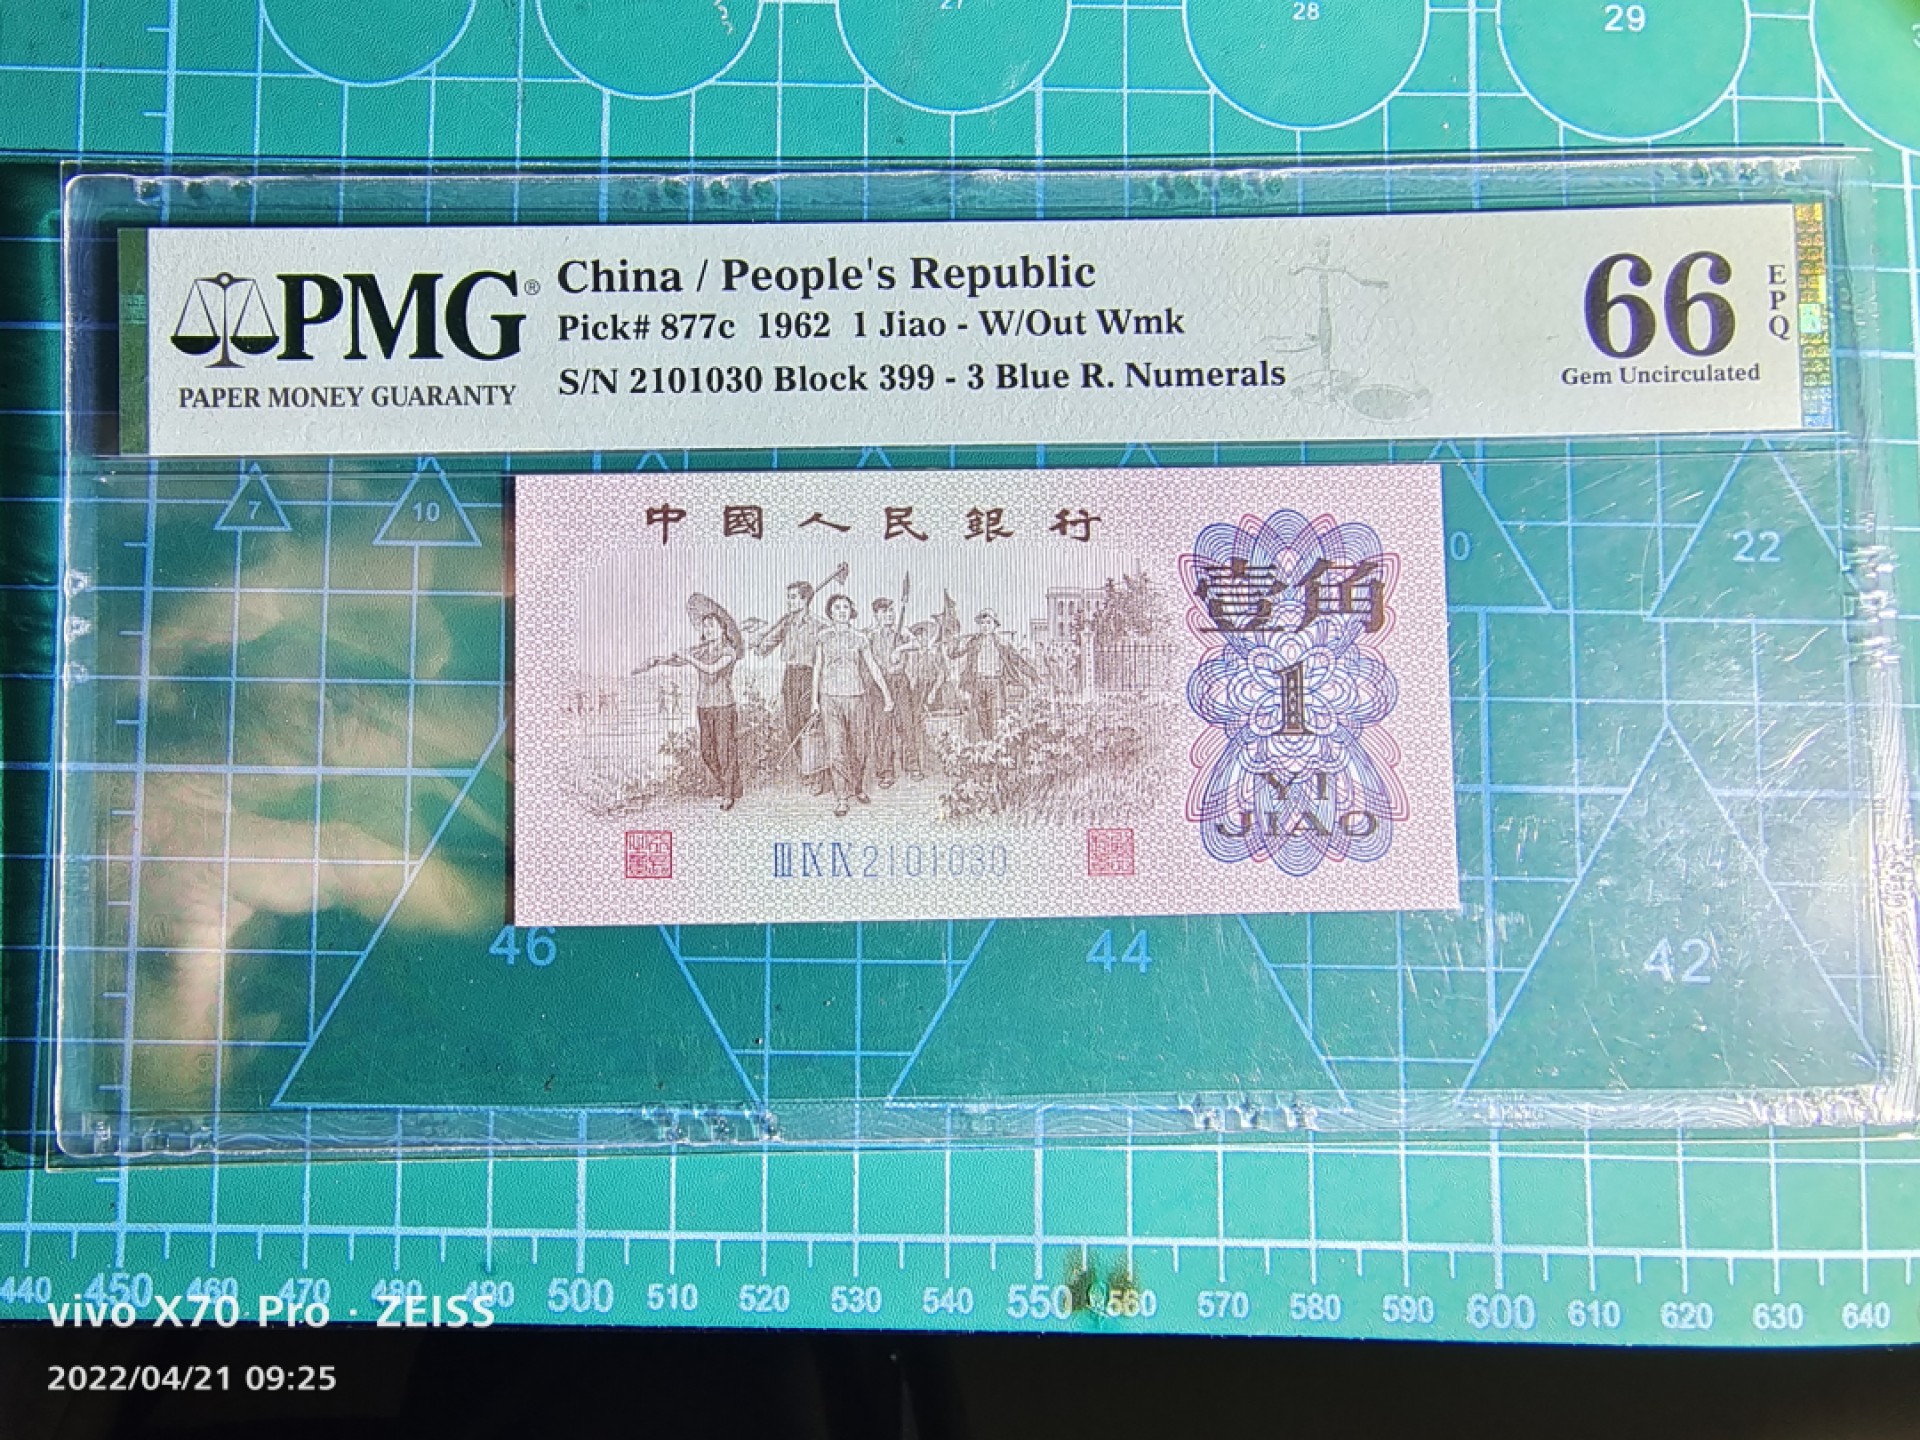 27
28
29
PMG®
PAPER MONEY GUARANTY
China / People's Republic
Pick# 877c 1962 1 Jiao - W/Out Wmk
S/N 2101030 Block 399 - 3 Blue R. Numerals
66
EPQ
Gem Uncirculated
7
10
0
22
中國人民銀行
壹角
1
YI
JIAO
ⅢⅨⅨ2101030
46
44
42
440 450 460 470 480 490 500 510 520 530 540 550 560 570 580 590 600 610 620 630 640
vivo X70 Pro · ZEISS
2022/04/21 09:25